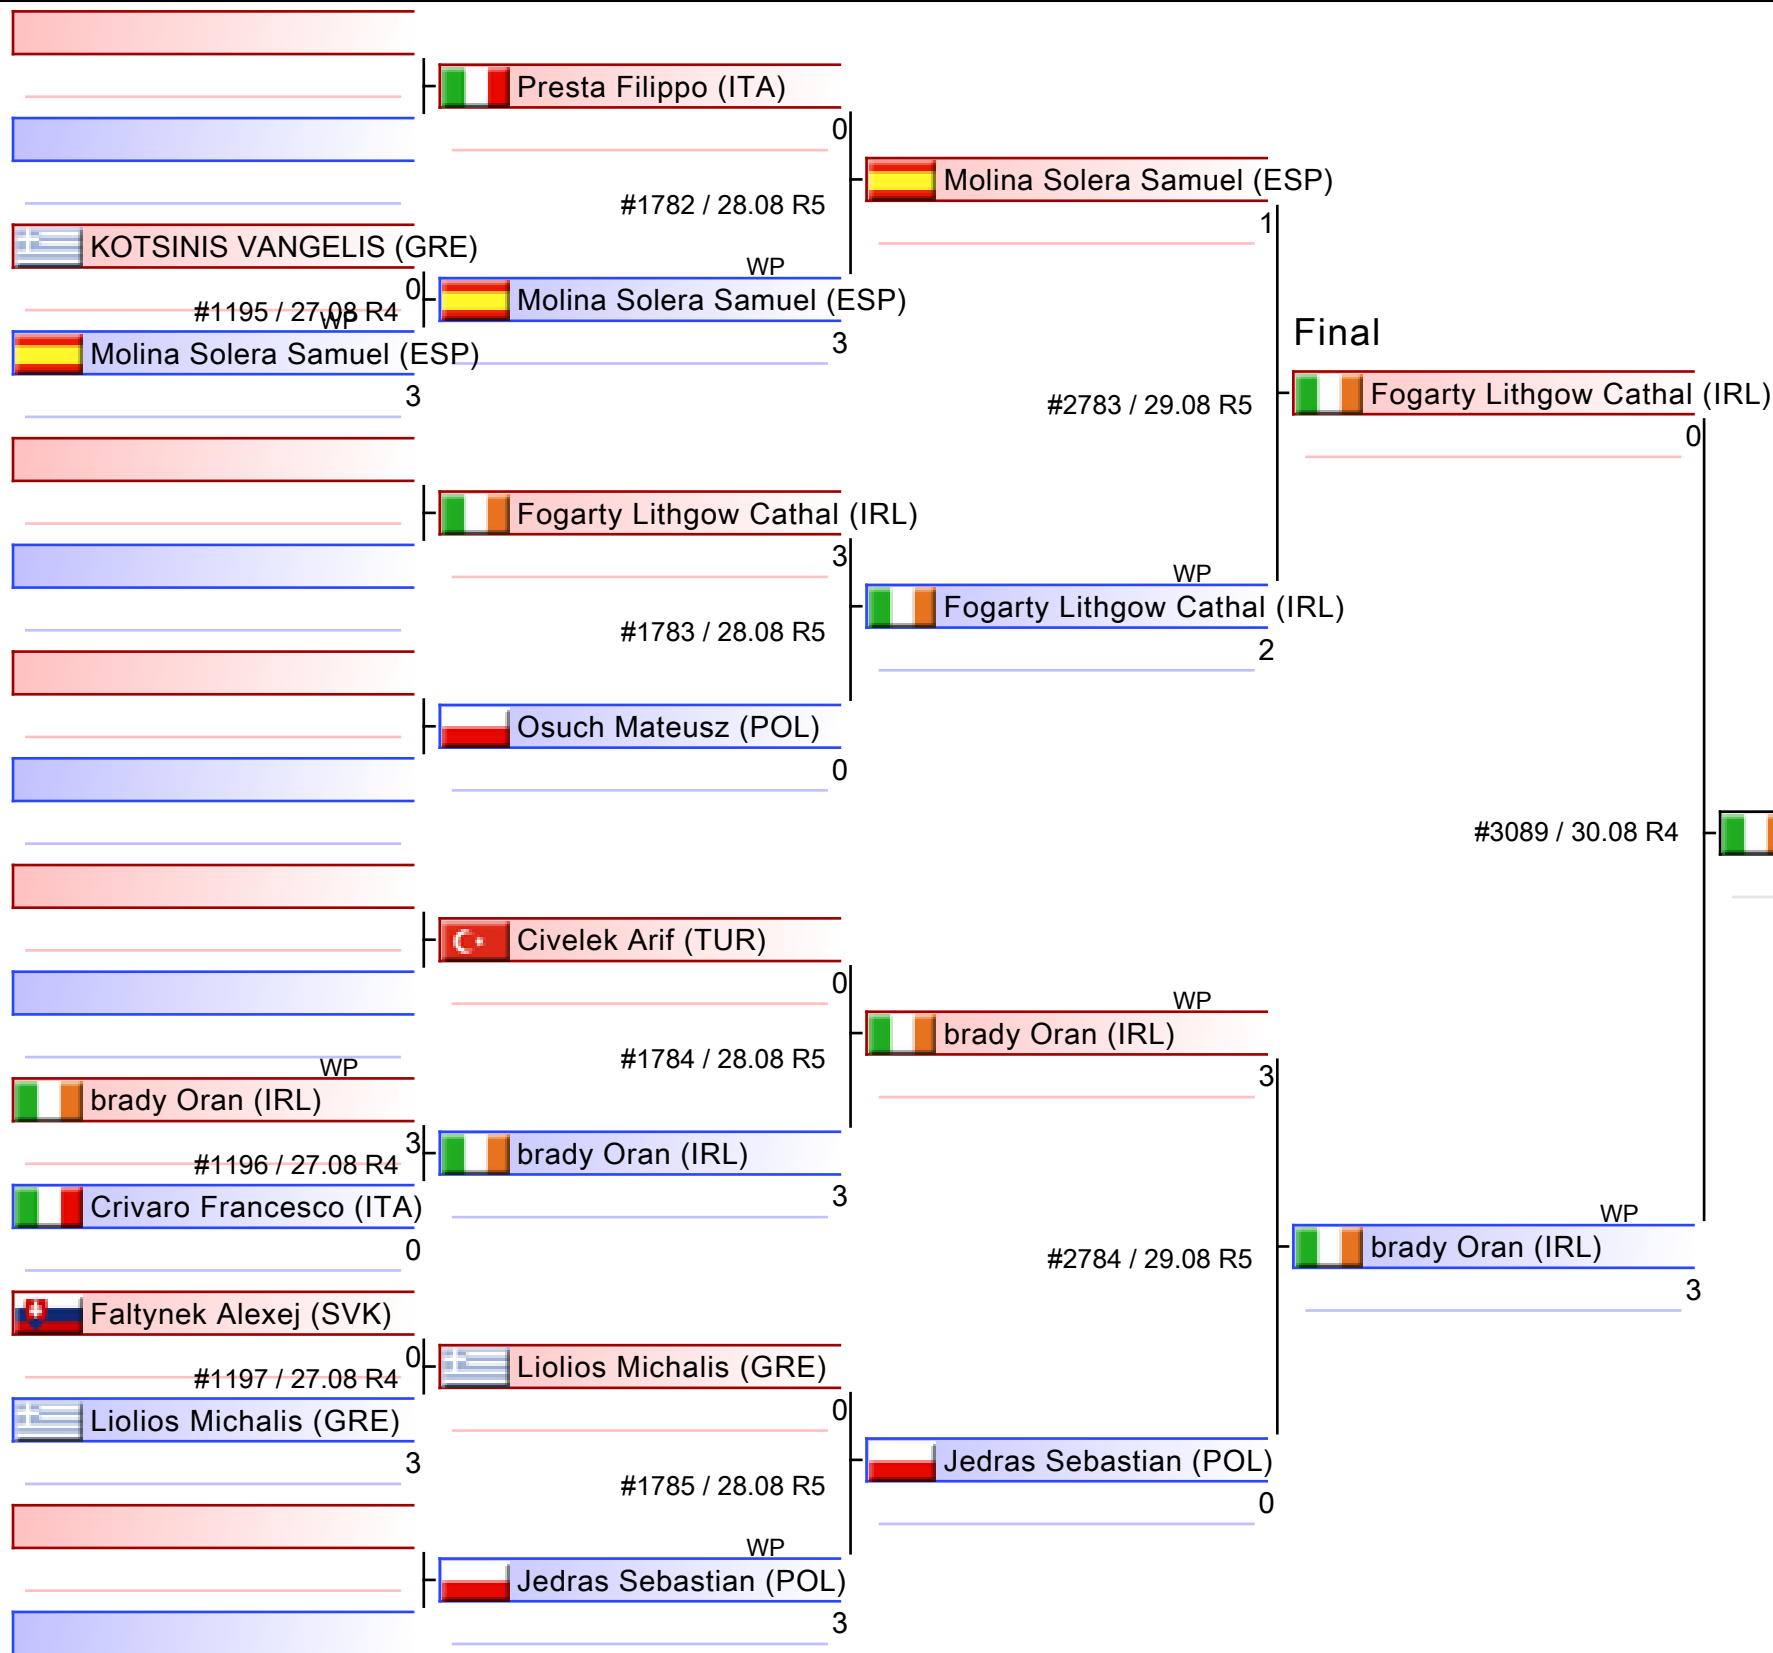 Presta Filippo (ITA)
0
#1782 / 28.08 R5
Molina Solera Samuel (ESP)
1
KOTSINIS VANGELIS (GRE)
0
#1195 / 27.08 R4
WP
Molina Solera Samuel (ESP)
3
WP
Molina Solera Samuel (ESP)
3
Final
#2783 / 29.08 R5
Fogarty Lithgow Cathal (IRL)
0
Fogarty Lithgow Cathal (IRL)
3
#1783 / 28.08 R5
WP
Fogarty Lithgow Cathal (IRL)
2
Osuch Mateusz (POL)
0
#3089 / 30.08 R4
Civelek Arif (TUR)
0
#1784 / 28.08 R5
WP
brady Oran (IRL)
3
WP
brady Oran (IRL)
3
#1196 / 27.08 R4
Crivaro Francesco (ITA)
0
brady Oran (IRL)
3
#2784 / 29.08 R5
WP
brady Oran (IRL)
3
Faltynek Alexej (SVK)
0
#1197 / 27.08 R4
Liolios Michalis (GRE)
3
Liolios Michalis (GRE)
0
#1785 / 28.08 R5
Jedras Sebastian (POL)
0
WP
Jedras Sebastian (POL)
3